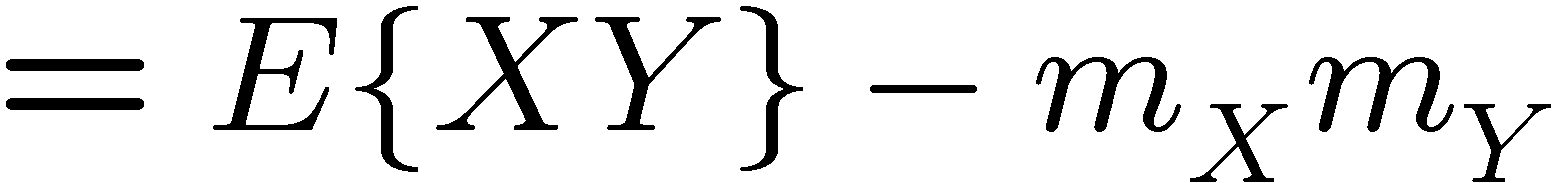 = E{XY} − m_X m_Y